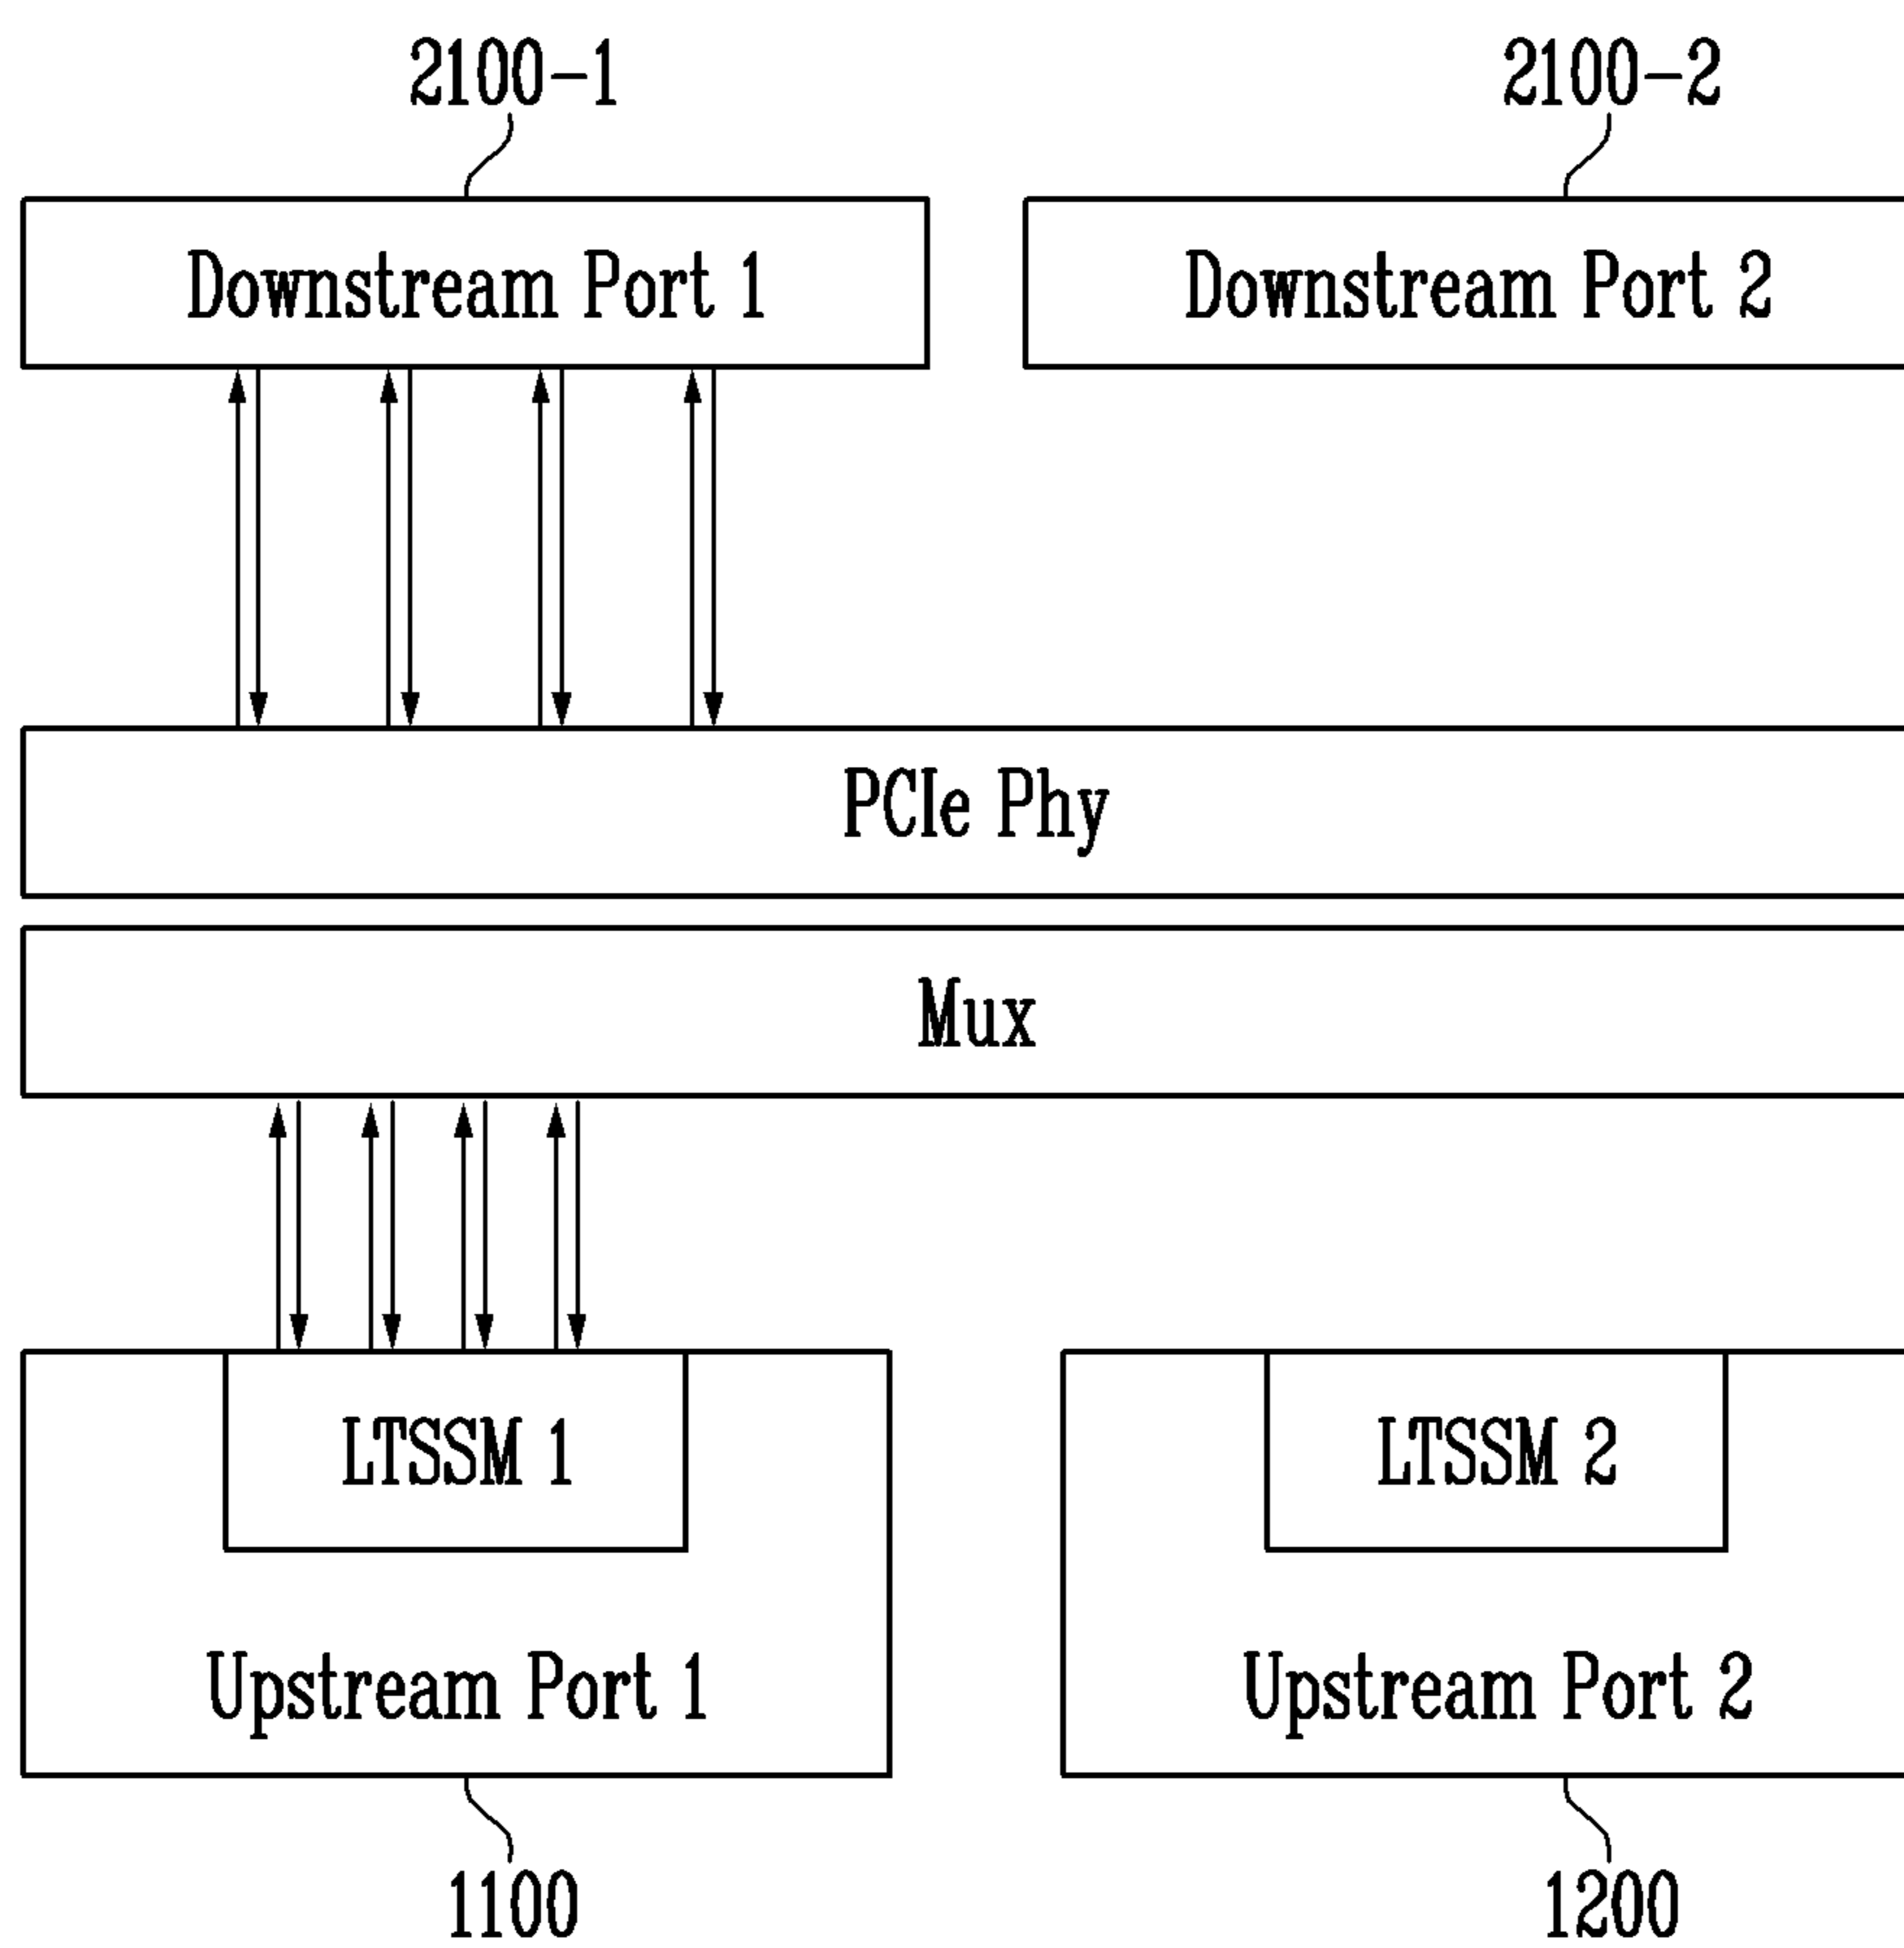 2100-1
2100-2
Downstream Port 1
Downstream Port 2
PCIe Phy
Mux
LTSSM 1
LTSSM 2
Upstream Port 1
Upstream Port 2
1100
1200